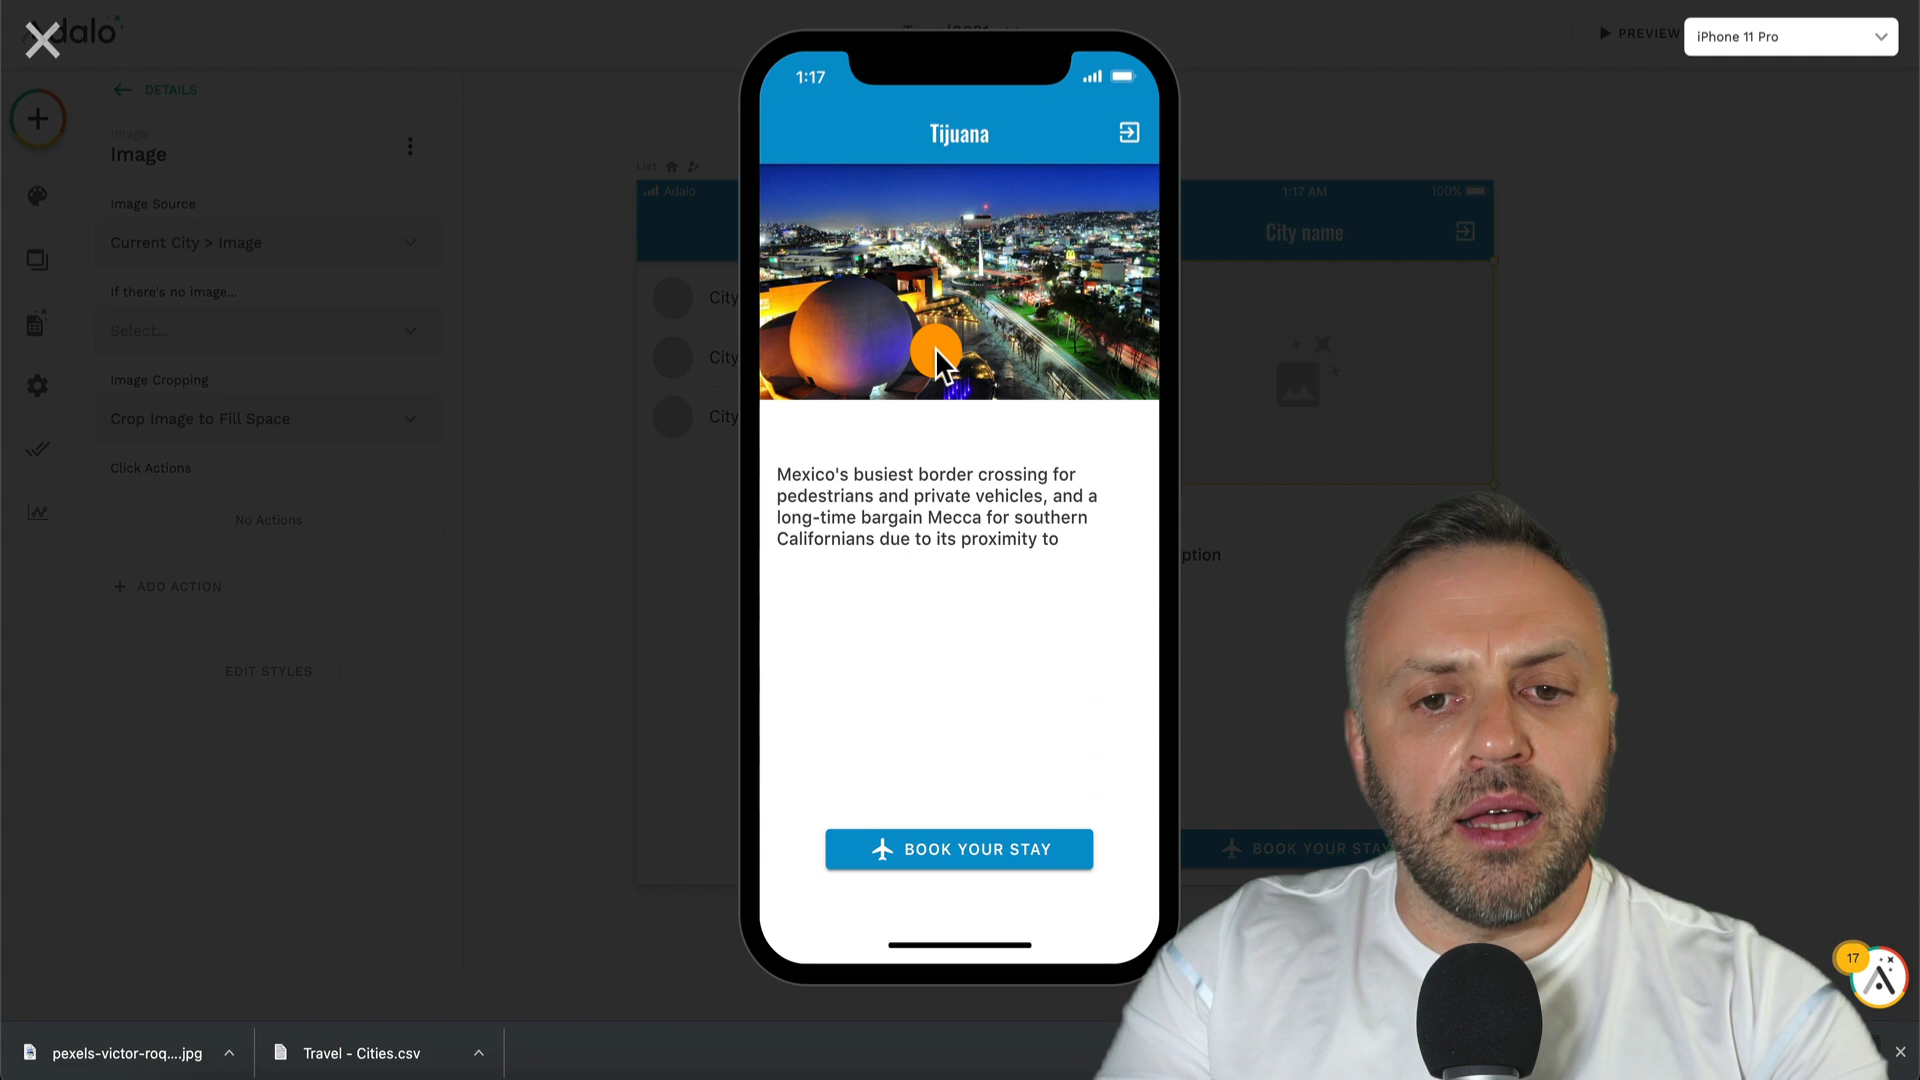 Adalo
PREVIEW
iPhone 11 Pro
DETAILS
Image
Image
Image Source
Current City > Image
If there's no image...
Select...
Image Cropping
Crop Image to Fill Space
Click Actions
No Actions
ADD ACTION
EDIT STYLES
List
Adalo
City
City
City
1:17
Tijuana
Mexico's busiest border crossing for
pedestrians and private vehicles, and a
long-time bargain Mecca for southern
Californians due to its proximity to
BOOK YOUR STAY
1:17 AM
100%
City name
ption
BOOK YOUR STAY
17
pexels-victor-roq....jpg
Travel - Cities.csv